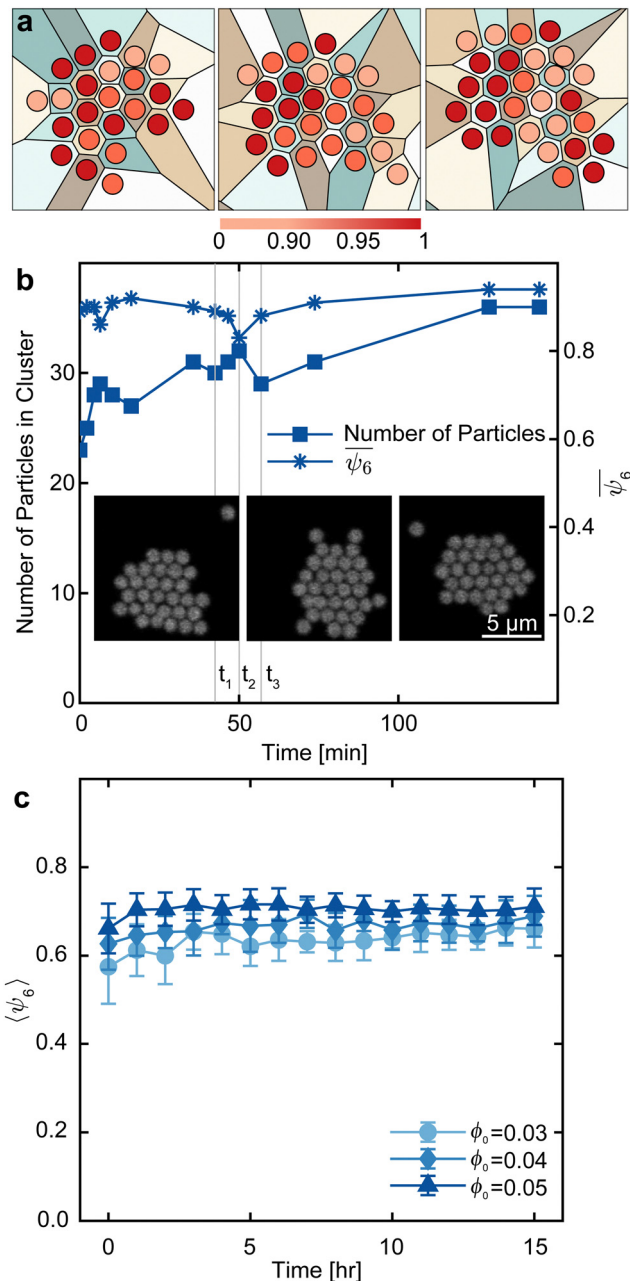 a
0 0.90 0.95 1
b
Number of Particles in Cluster
30
20
10
0
0.8
0.6
0.4
0.2
ψ₆
Number of Particles
ψ₆
5 µm
t₁ t₂ t₃
0 50 100
Time [min]
c
⟨ψ₆⟩
0.8
0.6
0.4
0.2
0.0
ϕ₀=0.03
ϕ₀=0.04
ϕ₀=0.05
0 5 10 15
Time [hr]